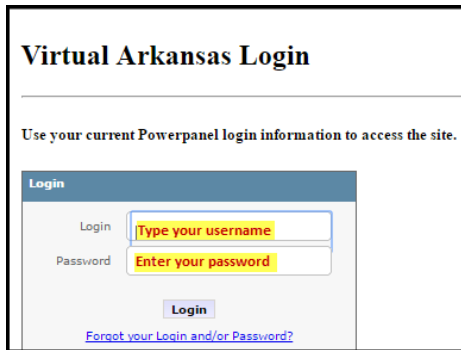 Virtual Arkansas Login
Use your current Powerpanel login information to access the site.
Login
Login Type your username
Password Enter your password
Login
Forgot your Login and/or Password?